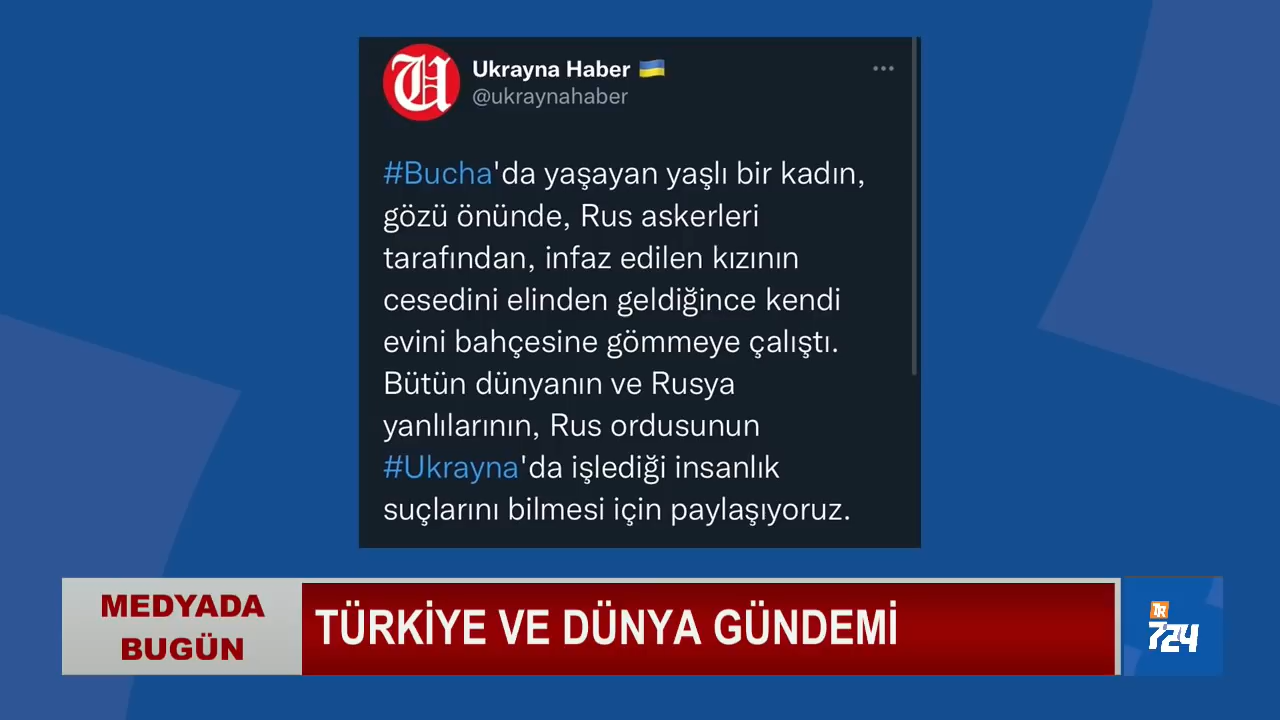 Ukrayna Haber 🇺🇦
@ukraynahaber
#Bucha'da yaşayan yaşlı bir kadın,
gözü önünde, Rus askerleri
tarafından, infaz edilen kızının
cesedini elinden geldiğince kendi
evini bahçesine gömmeye çalıştı.
Bütün dünyanın ve Rusya
yanlılarının, Rus ordusunun
#Ukrayna'da işlediği insanlık
suçlarını bilmesi için paylaşıyoruz.
MEDYADA
BUGÜN
TÜRKİYE VE DÜNYA GÜNDEMİ
TR
724